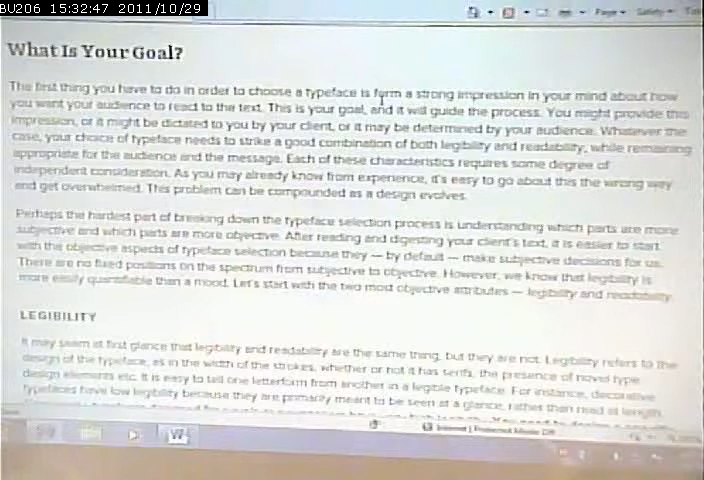 BU206 15:32:47 2011/10/29
Page Safety
What Is Your Goal?
The first thing you have to do in order to choose a typeface is form a strong impression in your mind about how
you want your audience to react to the text. This is your goal, and it will guide the process. You might provide this
impression, or it might be dictated to you by your client, or it may be determined by your audience. Whatever the
case, your choice of typeface needs to strike a good combination of both legibility and readability, while remaining
appropriate for the audience and the message. Each of these characteristics requires some degree of
independent consideration. As you may already know from experience, it's easy to go about this the wrong way
and get overwhelmed. This problem can be compounded as a design evolves.
Perhaps the hardest part of breaking down the typeface selection process is understanding which parts are more
subjective and which parts are more objective. After reading and digesting your client's text, it is easier to start
with the objective aspects of typeface selection because they — by default — make subjective decisions for us.
There are no fixed positions on the spectrum from subjective to objective. However, we know that legibility is
more easily quantifiable than a mood. Let's start with the two most objective attributes — legibility and readability.
LEGIBILITY
It may seem at first glance that legibility and readability are the same thing, but they are not. Legibility refers to the
design of the typeface, as in the width of the strokes, whether or not it has serifs, the presence of novel type
design elements etc. It is easy to tell one letterform from another in a legible typeface. For instance, decorative
typefaces have low legibility because they are primarily meant to be seen at a glance, rather than read at length.
Internet | Protected Mode: Off